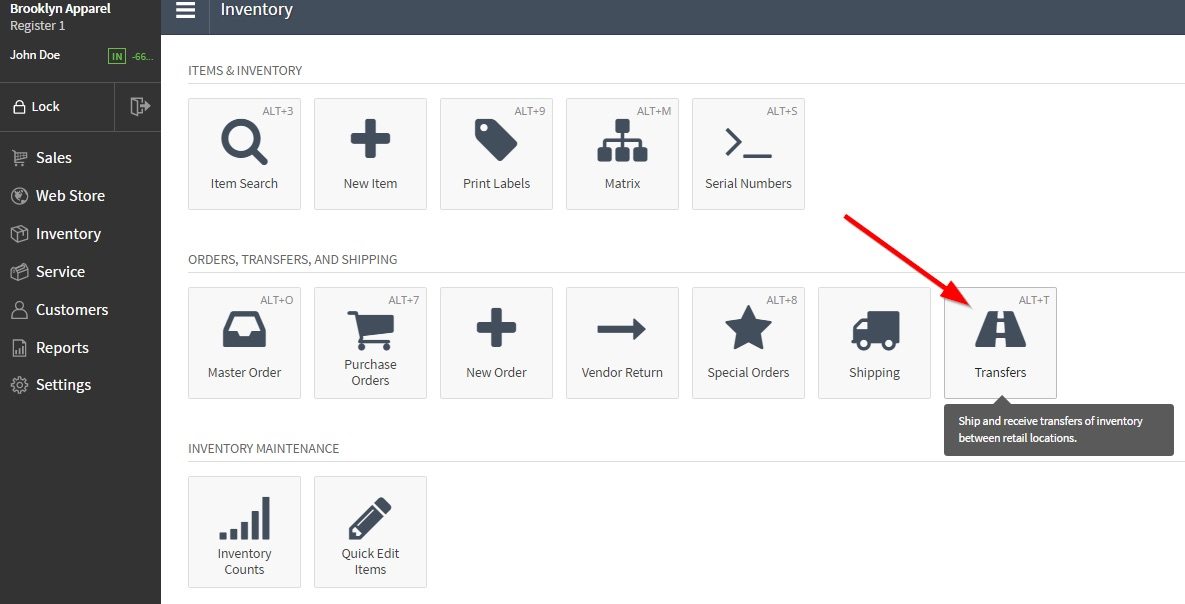 Brooklyn Apparel
Register 1
John Doe
IN -66...
Lock
Sales
Web Store
Inventory
Service
Customers
Reports
Settings
Inventory
ITEMS & INVENTORY
ALT+3
Item Search
New Item
ALT+9
Print Labels
ALT+M
Matrix
ALT+S
Serial Numbers
ORDERS, TRANSFERS, AND SHIPPING
ALT+O
Master Order
ALT+7
Purchase
Orders
New Order
Vendor Return
ALT+8
Special Orders
Shipping
ALT+T
Transfers
Ship and receive transfers of inventory
between retail locations.
INVENTORY MAINTENANCE
Inventory
Counts
Quick Edit
Items